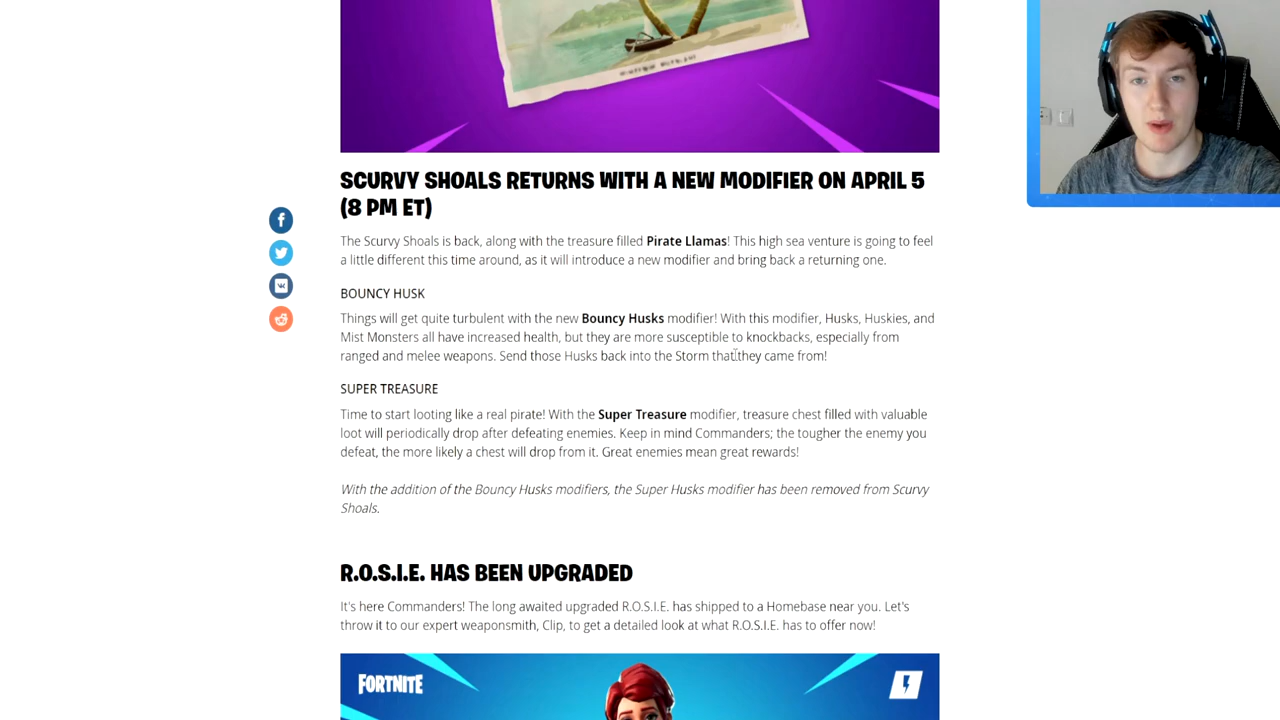 SCURVY SHOALS RETURNS WITH A NEW MODIFIER ON APRIL 5
(8 PM ET)
The Scurvy Shoals is back, along with the treasure filled Pirate Llamas! This high sea venture is going to feel
a little different this time around, as it will introduce a new modifier and bring back a returning one.
BOUNCY HUSK
Things will get quite turbulent with the new Bouncy Husks modifier! With this modifier, Husks, Huskies, and
Mist Monsters all have increased health, but they are more susceptible to knockbacks, especially from
ranged and melee weapons. Send those Husks back into the Storm that they came from!
SUPER TREASURE
Time to start looting like a real pirate! With the Super Treasure modifier, treasure chest filled with valuable
loot will periodically drop after defeating enemies. Keep in mind Commanders; the tougher the enemy you
defeat, the more likely a chest will drop from it. Great enemies mean great rewards!
With the addition of the Bouncy Husks modifiers, the Super Husks modifier has been removed from Scurvy
Shoals.
R.O.S.I.E. HAS BEEN UPGRADED
It's here Commanders! The long awaited upgraded R.O.S.I.E. has shipped to a Homebase near you. Let's
throw it to our expert weaponsmith, Clip, to get a detailed look at what R.O.S.I.E. has to offer now!
FORTNITE